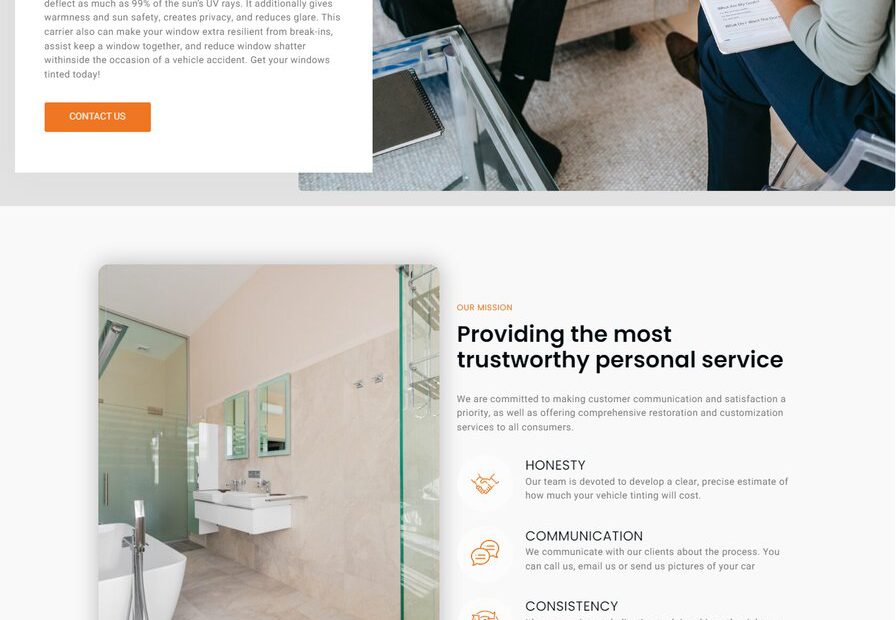 deflect as much as 99% of the sun's UV rays. It additionally gives
warmness and sun safety, creates privacy, and reduces glare. This
carrier also can make your window extra resilient from break-ins,
assist keep a window together, and reduce window shatter
withinside the occasion of a vehicle accident. Get your windows
tinted today!
CONTACT US
OUR MISSION
Providing the most
trustworthy personal service
We are committed to making customer communication and satisfaction a
priority, as well as offering comprehensive restoration and customization
services to all consumers.
HONESTY
Our team is devoted to develop a clear, precise estimate of
how much your vehicle tinting will cost.
COMMUNICATION
We communicate with our clients about the process. You
can call us, email us or send us pictures of your car
CONSISTENCY